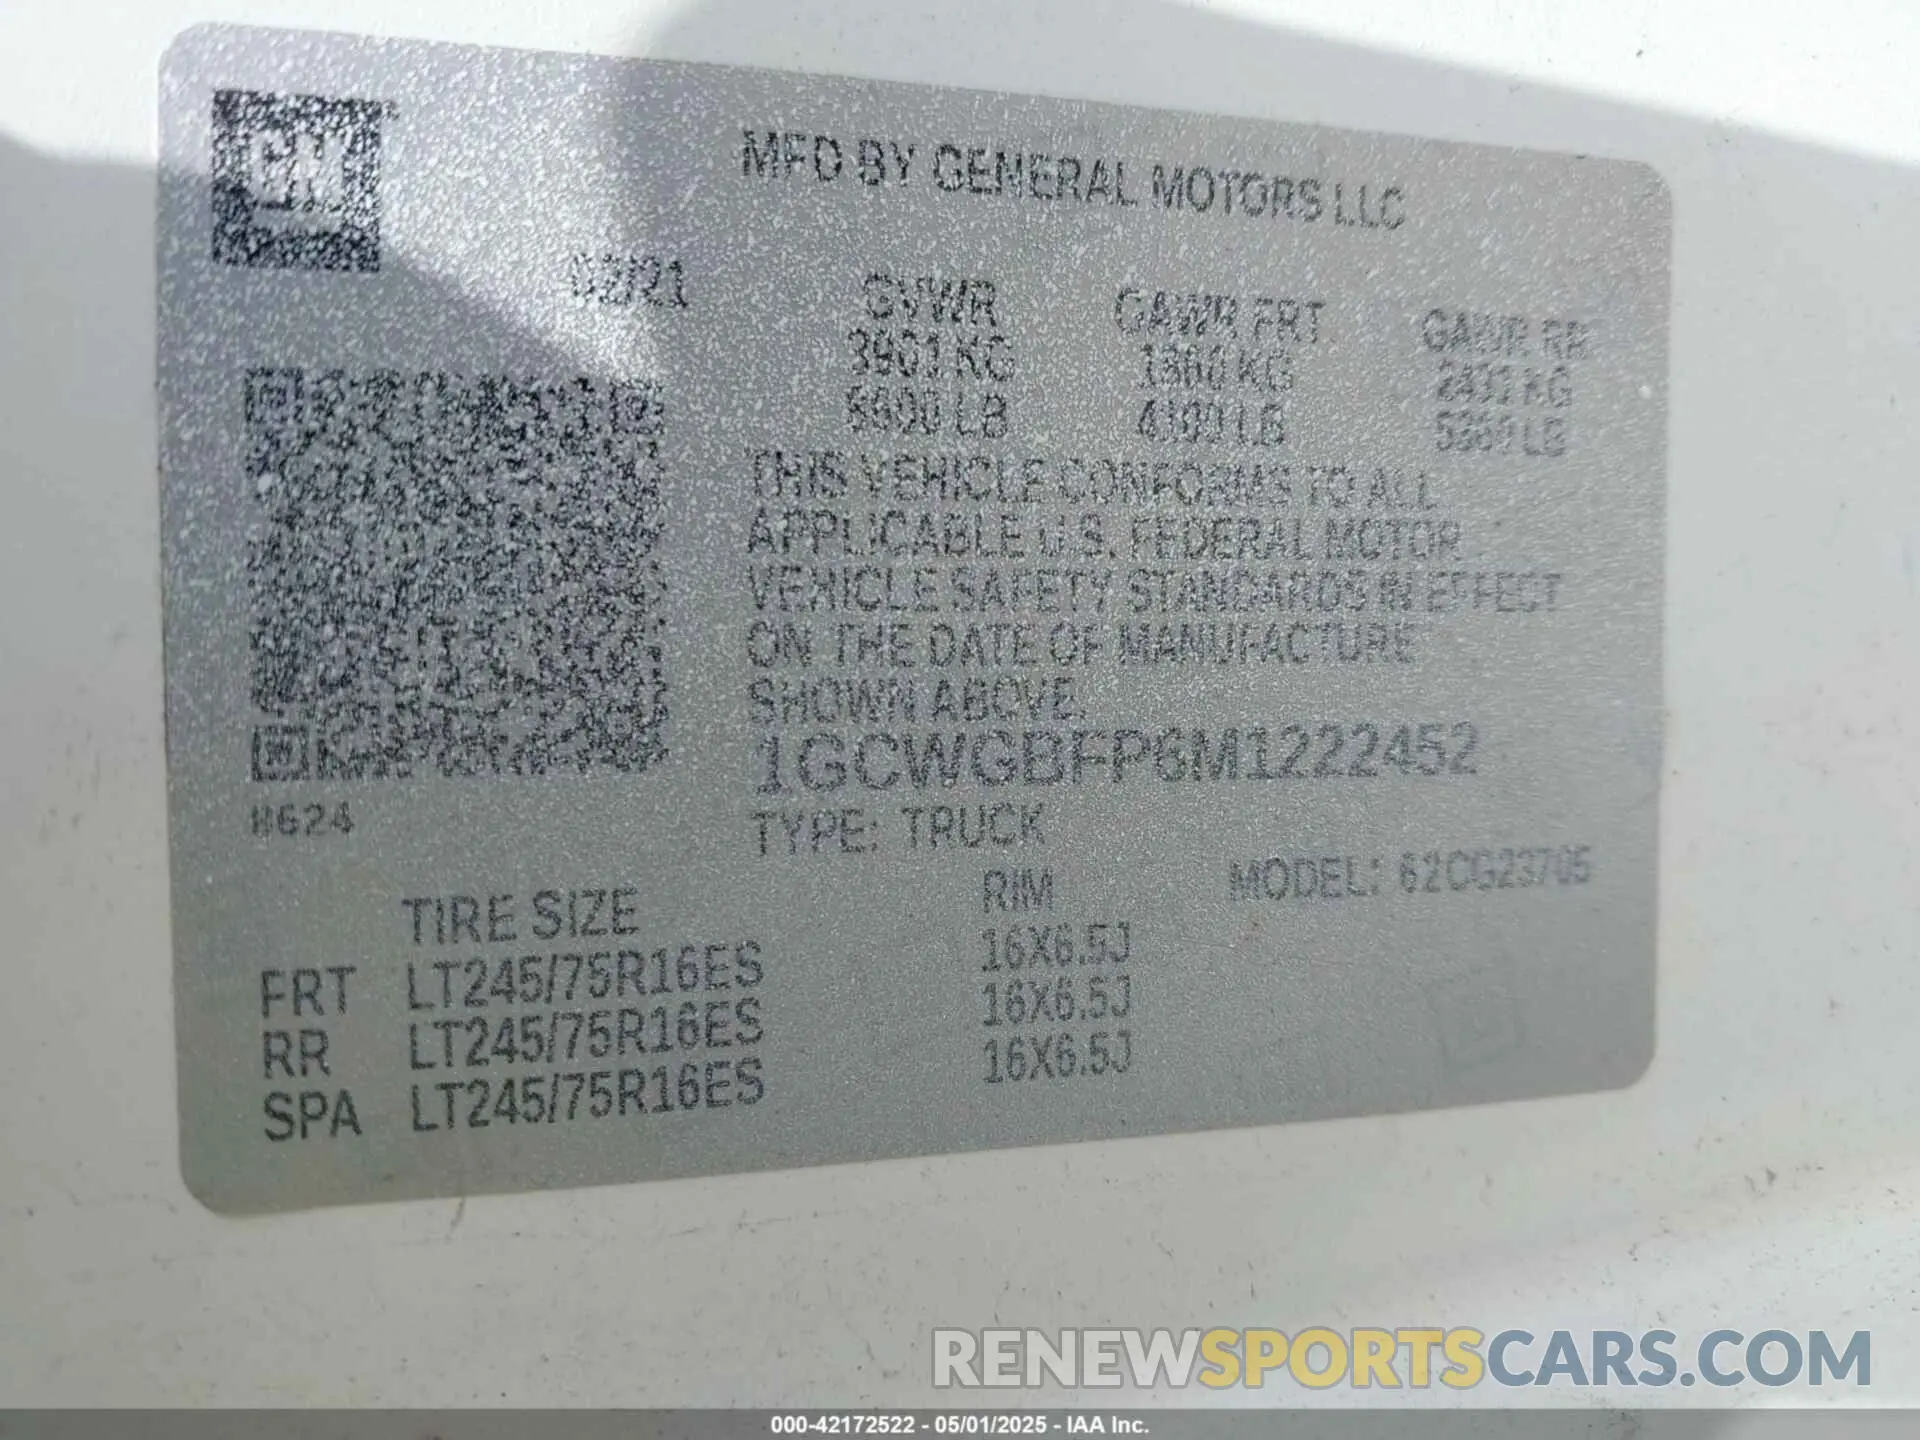 GM
MFD BY GENERAL MOTORS LLC
02/21
GVWR GAWR FRT GAWR RR
3901 KG 1860 KG 2431 KG
8600 LB 4100 LB 5360 LB
THIS VEHICLE CONFORMS TO ALL
APPLICABLE U.S. FEDERAL MOTOR
VEHICLE SAFETY STANDARDS IN EFFECT
ON THE DATE OF MANUFACTURE
SHOWN ABOVE.
1GCWGBFP6M1222452
TYPE: TRUCK
MODEL: 62CG23705
TIRE SIZE RIM
FRT LT245/75R16ES 16X6.5J
RR LT245/75R16ES 16X6.5J
SPA LT245/75R16ES 16X6.5J
RENEWSPORTSCARS.COM
000-42172522 - 05/01/2025 - IAA Inc.